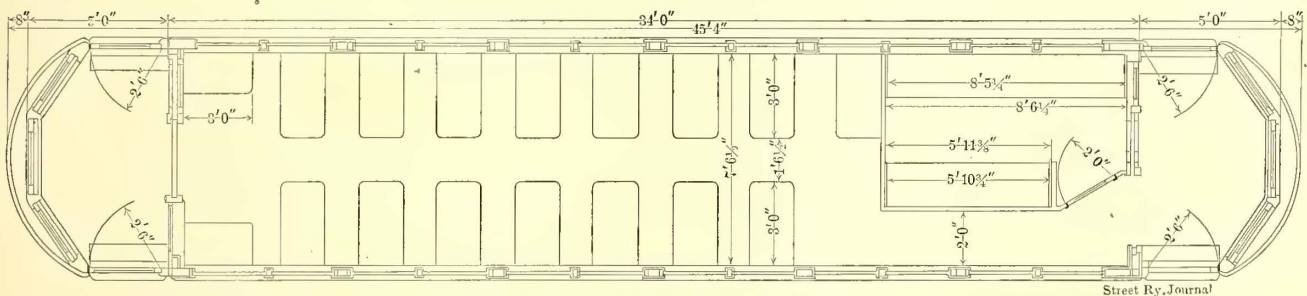 8" 5'0" 34'0" 5'0" 8"
45'4"
2'6" 2'6"
3'0" 3'0" 8'5¼"
8'6¼"
7'6½" 1'6½" 5'11⅜" 2'0"
5'10¾"
2'6" 3'0" 2'0" 2'6"
Street Ry. Journal